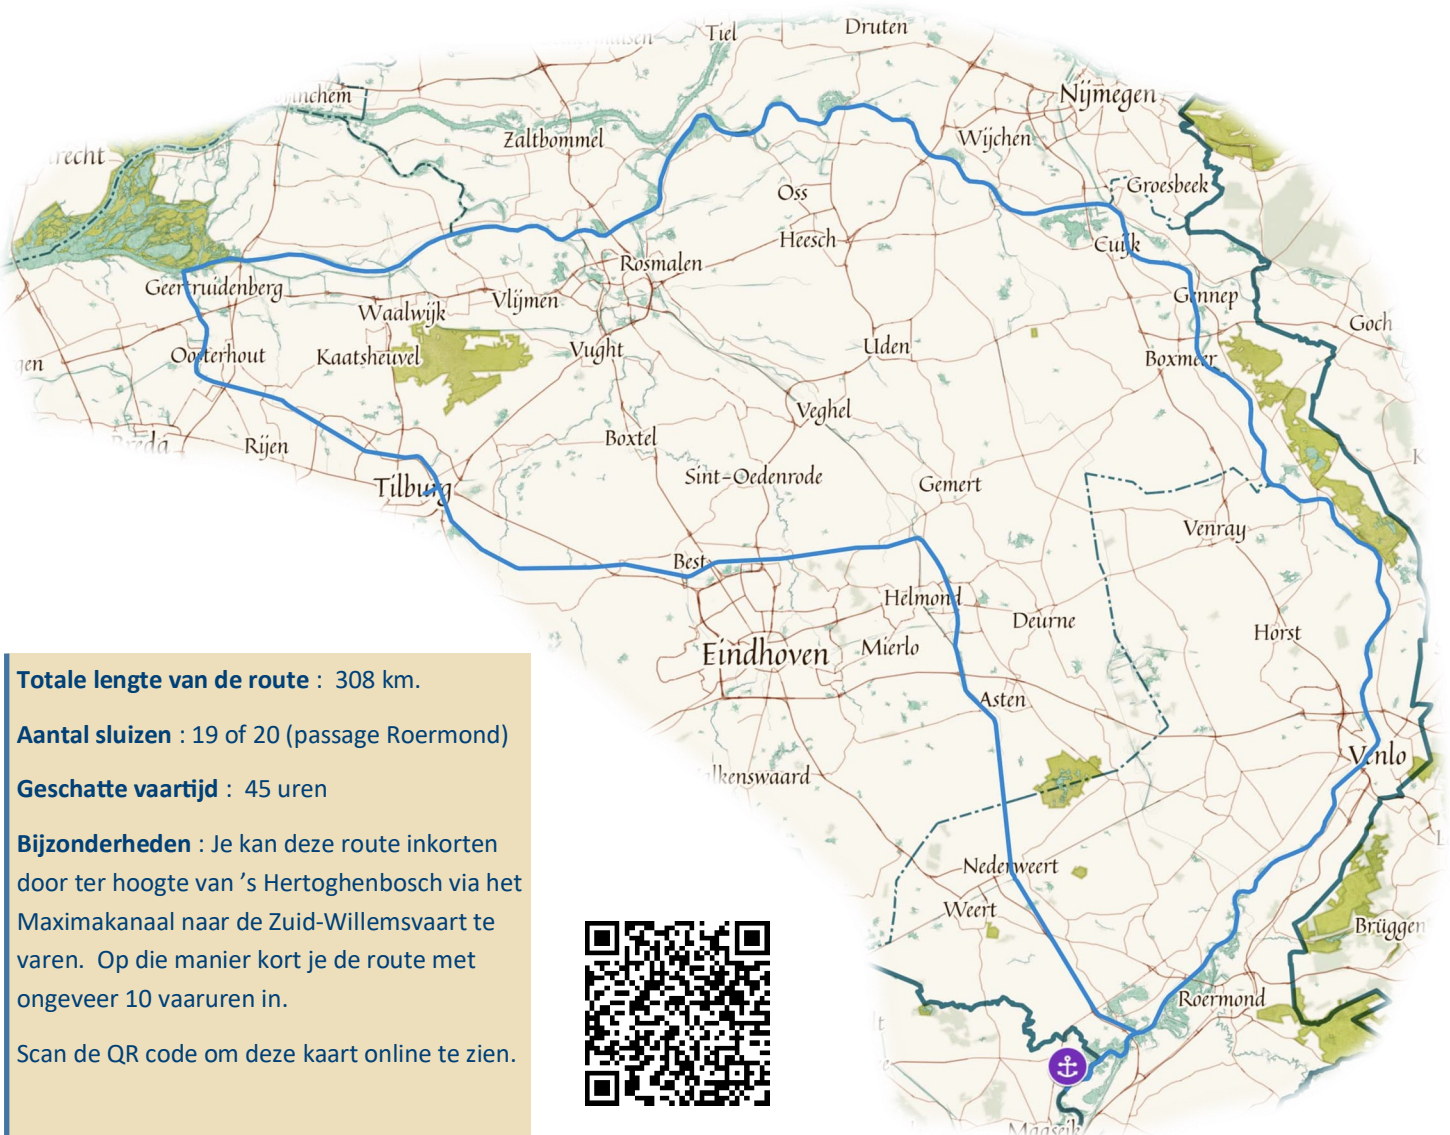 Tiel
Druten
Nijmegen
Zaltbommel
Wijchen
Oss
Groesbeek
Heesch
Cuijk
Rosmalen
Geertruidenberg
Vlijmen
Gennep
Waalwijk
Goch
Oosterhout
Kaatsheuvel
Vught
Uden
Boxmeer
Veghel
Breda
Rijen
Boxtel
Tilburg
Sint-Oedenrode
Gemert
Venray
Best
Helmond
Deurne
Horst
Eindhoven
Mierlo
Asten
Venlo
alkenswaard
Nederweert
Weert
Brüggen
Roermond
Maaseik
Totale lengte van de route : 308 km.
Aantal sluizen : 19 of 20 (passage Roermond)
Geschatte vaartijd : 45 uren
Bijzonderheden : Je kan deze route inkorten
door ter hoogte van ’s Hertoghenbosch via het
Maximakanaal naar de Zuid-Willemsvaart te
varen. Op die manier kort je de route met
ongeveer 10 vaaruren in.
Scan de QR code om deze kaart online te zien.